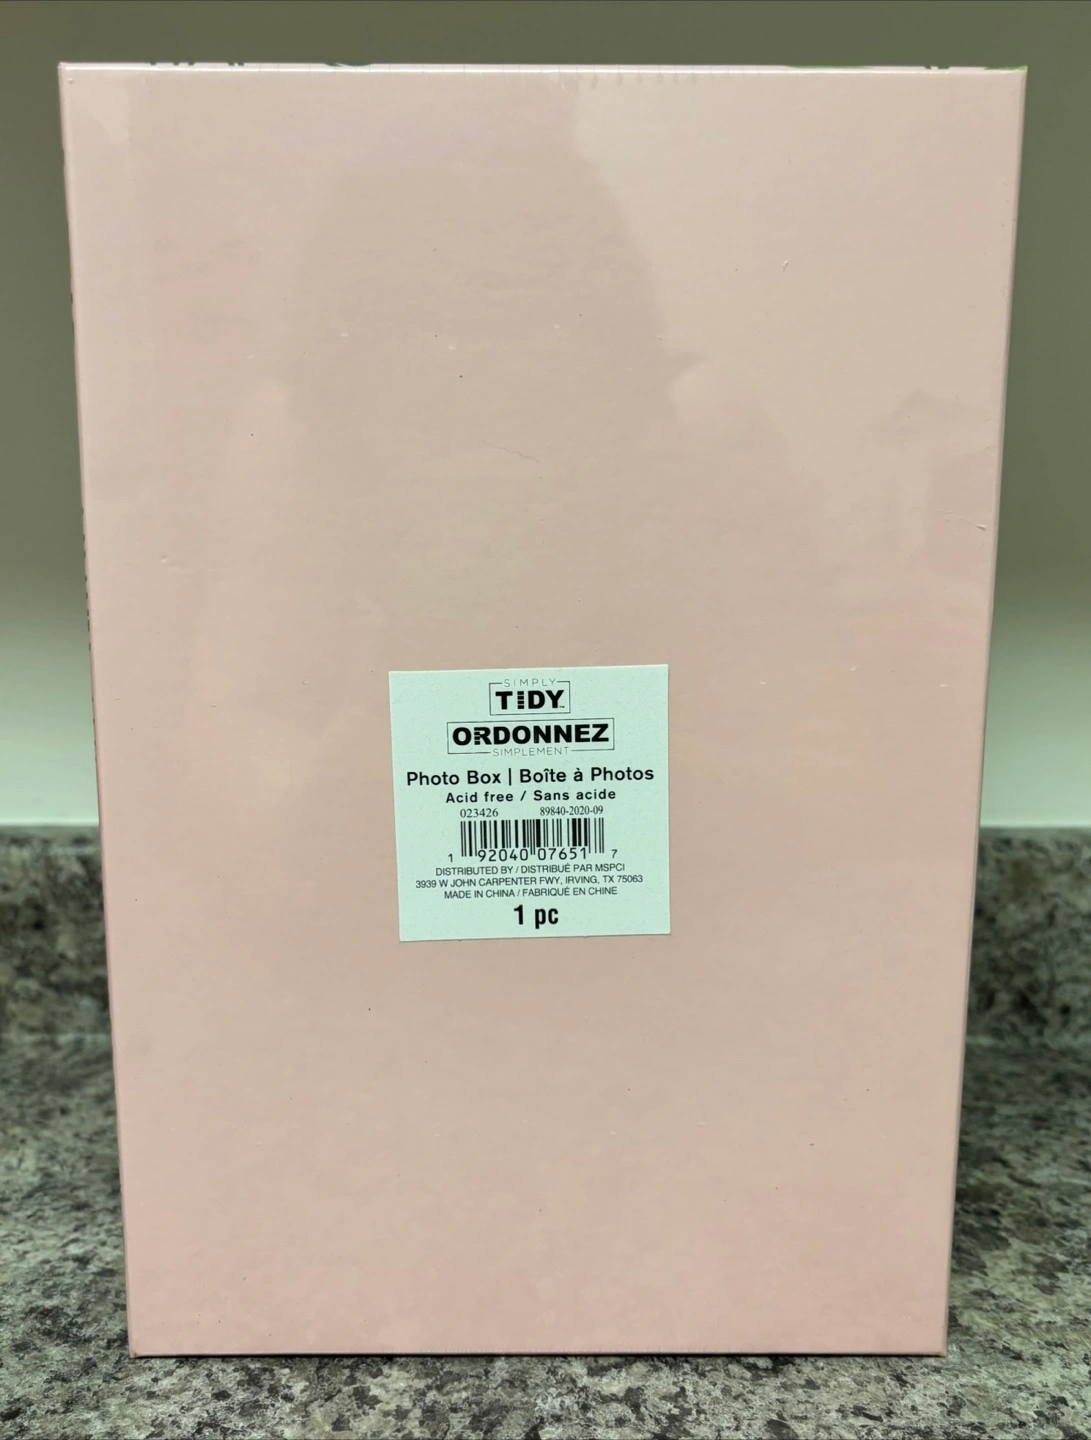 SIMPLY
TIDY™
ORDONNEZ
SIMPLEMENT
Photo Box | Boîte à Photos
Acid free / Sans acide
023426 89840-2020-09
1 92040 07651 7
DISTRIBUTED BY / DISTRIBUÉ PAR MSPCI
3939 W JOHN CARPENTER FWY, IRVING, TX 75063
MADE IN CHINA / FABRIQUÉ EN CHINE
1 pc